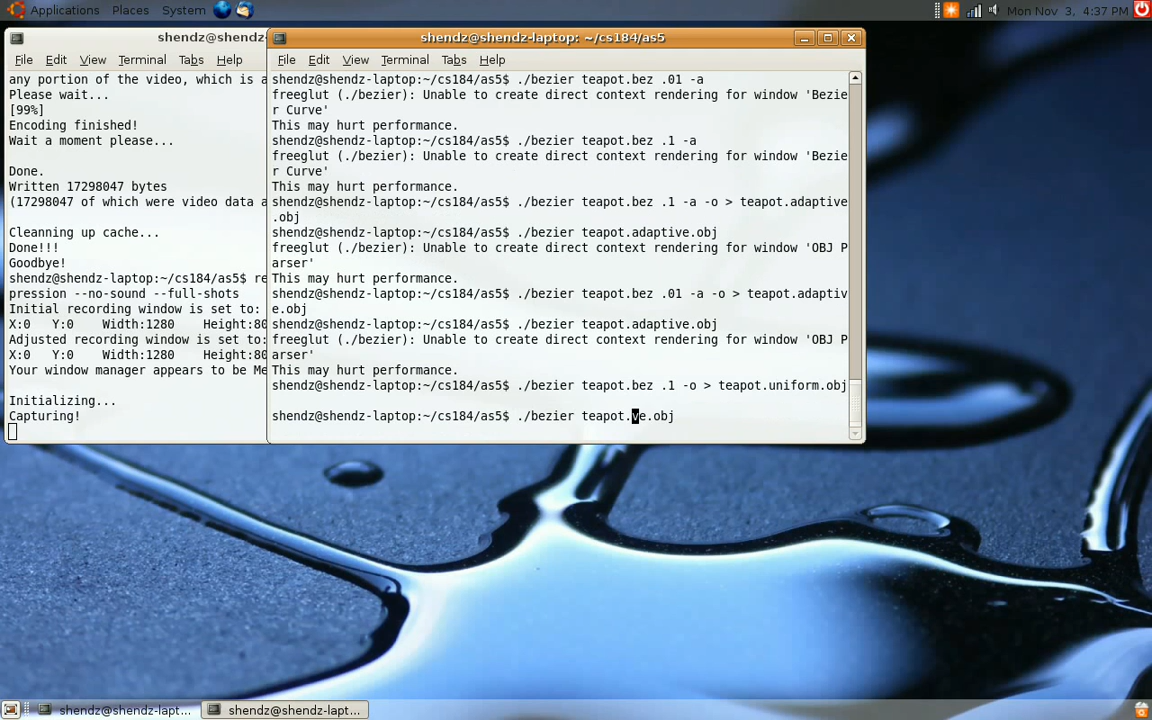 Applications Places System
Mon Nov 3, 4:37 PM
shendz@shendz-
File Edit View Terminal Tabs Help
any portion of the video, which is a
Please wait...
[99%]
Encoding finished!
Wait a moment please...
Done.
Written 17298047 bytes
(17298047 of which were video data a
Cleanning up cache...
Done!!!
Goodbye!
shendz@shendz-laptop:~/cs184/as5$ re
pression --no-sound --full-shots
Initial recording window is set to:
X:0 Y:0 Width:1280 Height:80
Adjusted recording window is set to:
X:0 Y:0 Width:1280 Height:80
Your window manager appears to be Me
Initializing...
Capturing!
shendz@shendz-laptop: ~/cs184/as5
File Edit View Terminal Tabs Help
shendz@shendz-laptop:~/cs184/as5$ ./bezier teapot.bez .01 -a
freeglut (./bezier): Unable to create direct context rendering for window 'Bezie
r Curve'
This may hurt performance.
shendz@shendz-laptop:~/cs184/as5$ ./bezier teapot.bez .1 -a
freeglut (./bezier): Unable to create direct context rendering for window 'Bezie
r Curve'
This may hurt performance.
shendz@shendz-laptop:~/cs184/as5$ ./bezier teapot.bez .1 -a -o > teapot.adaptive
.obj
shendz@shendz-laptop:~/cs184/as5$ ./bezier teapot.adaptive.obj
freeglut (./bezier): Unable to create direct context rendering for window 'OBJ P
arser'
This may hurt performance.
shendz@shendz-laptop:~/cs184/as5$ ./bezier teapot.bez .01 -a -o > teapot.adaptiv
e.obj
shendz@shendz-laptop:~/cs184/as5$ ./bezier teapot.adaptive.obj
freeglut (./bezier): Unable to create direct context rendering for window 'OBJ P
arser'
This may hurt performance.
shendz@shendz-laptop:~/cs184/as5$ ./bezier teapot.bez .1 -o > teapot.uniform.obj
shendz@shendz-laptop:~/cs184/as5$ ./bezier teapot.ve.obj
shendz@shendz-lapt...
shendz@shendz-lapt...